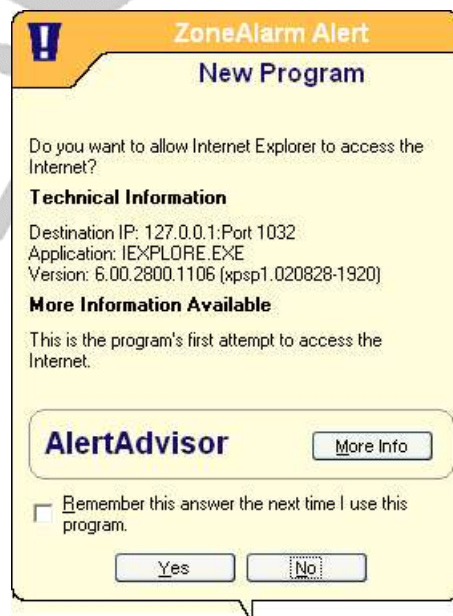 ZoneAlarm Alert
New Program
Do you want to allow Internet Explorer to access the
Internet?
Technical Information
Destination IP: 127.0.0.1:Port 1032
Application: IEXPLORE.EXE
Version: 6.00.2800.1106 (xpsp1.020828-1920)
More Information Available
This is the program's first attempt to access the
Internet.
AlertAdvisor
More Info
Remember this answer the next time I use this
program.
Yes
No